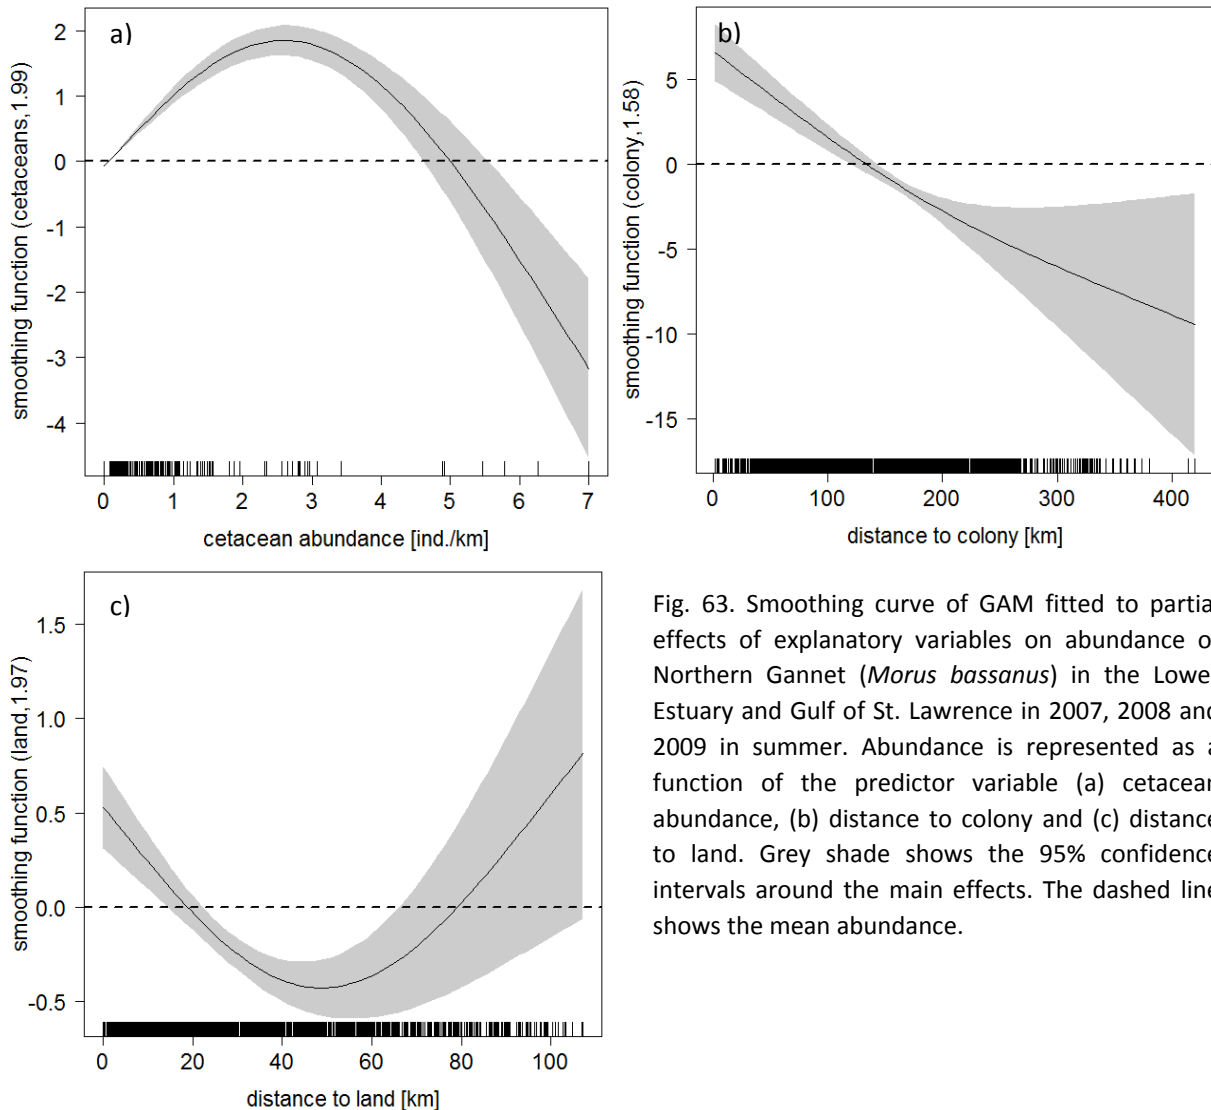 a)
2
1
0
-1
-2
-3
-4
smoothing function (cetaceans,1.99)
0 1 2 3 4 5 6 7
cetacean abundance [ind./km]
b)
5
0
-5
-10
-15
smoothing function (colony,1.58)
0 100 200 300 400
distance to colony [km]
c)
1.5
1.0
0.5
0.0
-0.5
smoothing function (land,1.97)
0 20 40 60 80 100
distance to land [km]
Fig. 63. Smoothing curve of GAM fitted to partia
effects of explanatory variables on abundance o
Northern Gannet (Morus bassanus) in the Lowe
Estuary and Gulf of St. Lawrence in 2007, 2008 and
2009 in summer. Abundance is represented as a
function of the predictor variable (a) cetacean
abundance, (b) distance to colony and (c) distance
to land. Grey shade shows the 95% confidence
intervals around the main effects. The dashed line
shows the mean abundance.